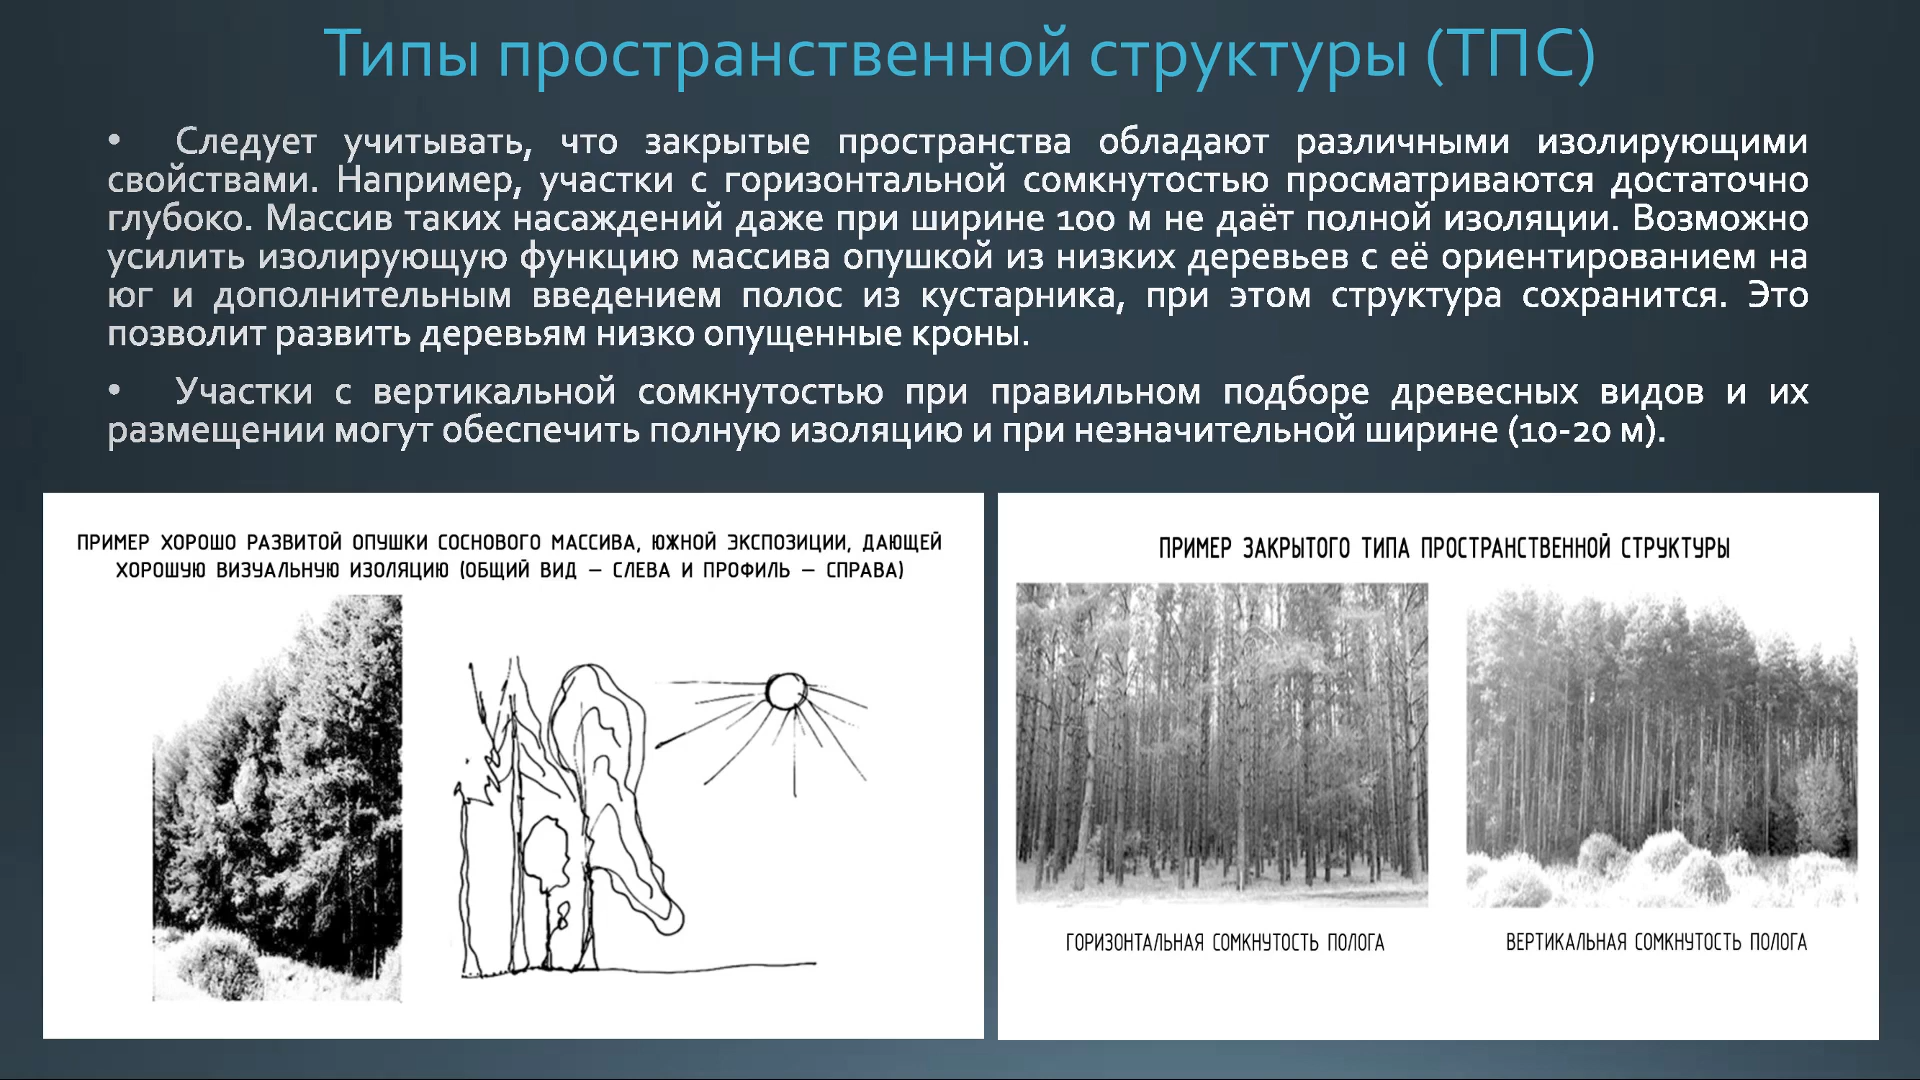 Типы пространственной структуры (ТПС)
• Следует учитывать, что закрытые пространства обладают различными изолирующими
свойствами. Например, участки с горизонтальной сомкнутостью просматриваются достаточно
глубоко. Массив таких насаждений даже при ширине 100 м не даёт полной изоляции. Возможно
усилить изолирующую функцию массива опушкой из низких деревьев с её ориентированием на
юг и дополнительным введением полос из кустарника, при этом структура сохранится. Это
позволит развить деревьям низко опущенные кроны.
• Участки с вертикальной сомкнутостью при правильном подборе древесных видов и их
размещении могут обеспечить полную изоляцию и при незначительной ширине (10-20 м).
ПРИМЕР ХОРОШО РАЗВИТОЙ ОПУШКИ СОСНОВОГО МАССИВА, ЮЖНОЙ ЭКСПОЗИЦИИ, ДАЮЩЕЙ
ХОРОШУЮ ВИЗУАЛЬНУЮ ИЗОЛЯЦИЮ (ОБЩИЙ ВИД – СЛЕВА И ПРОФИЛЬ – СПРАВА)
ПРИМЕР ЗАКРЫТОГО ТИПА ПРОСТРАНСТВЕННОЙ СТРУКТУРЫ
ГОРИЗОНТАЛЬНАЯ СОМКНУТОСТЬ ПОЛОГА
ВЕРТИКАЛЬНАЯ СОМКНУТОСТЬ ПОЛОГА